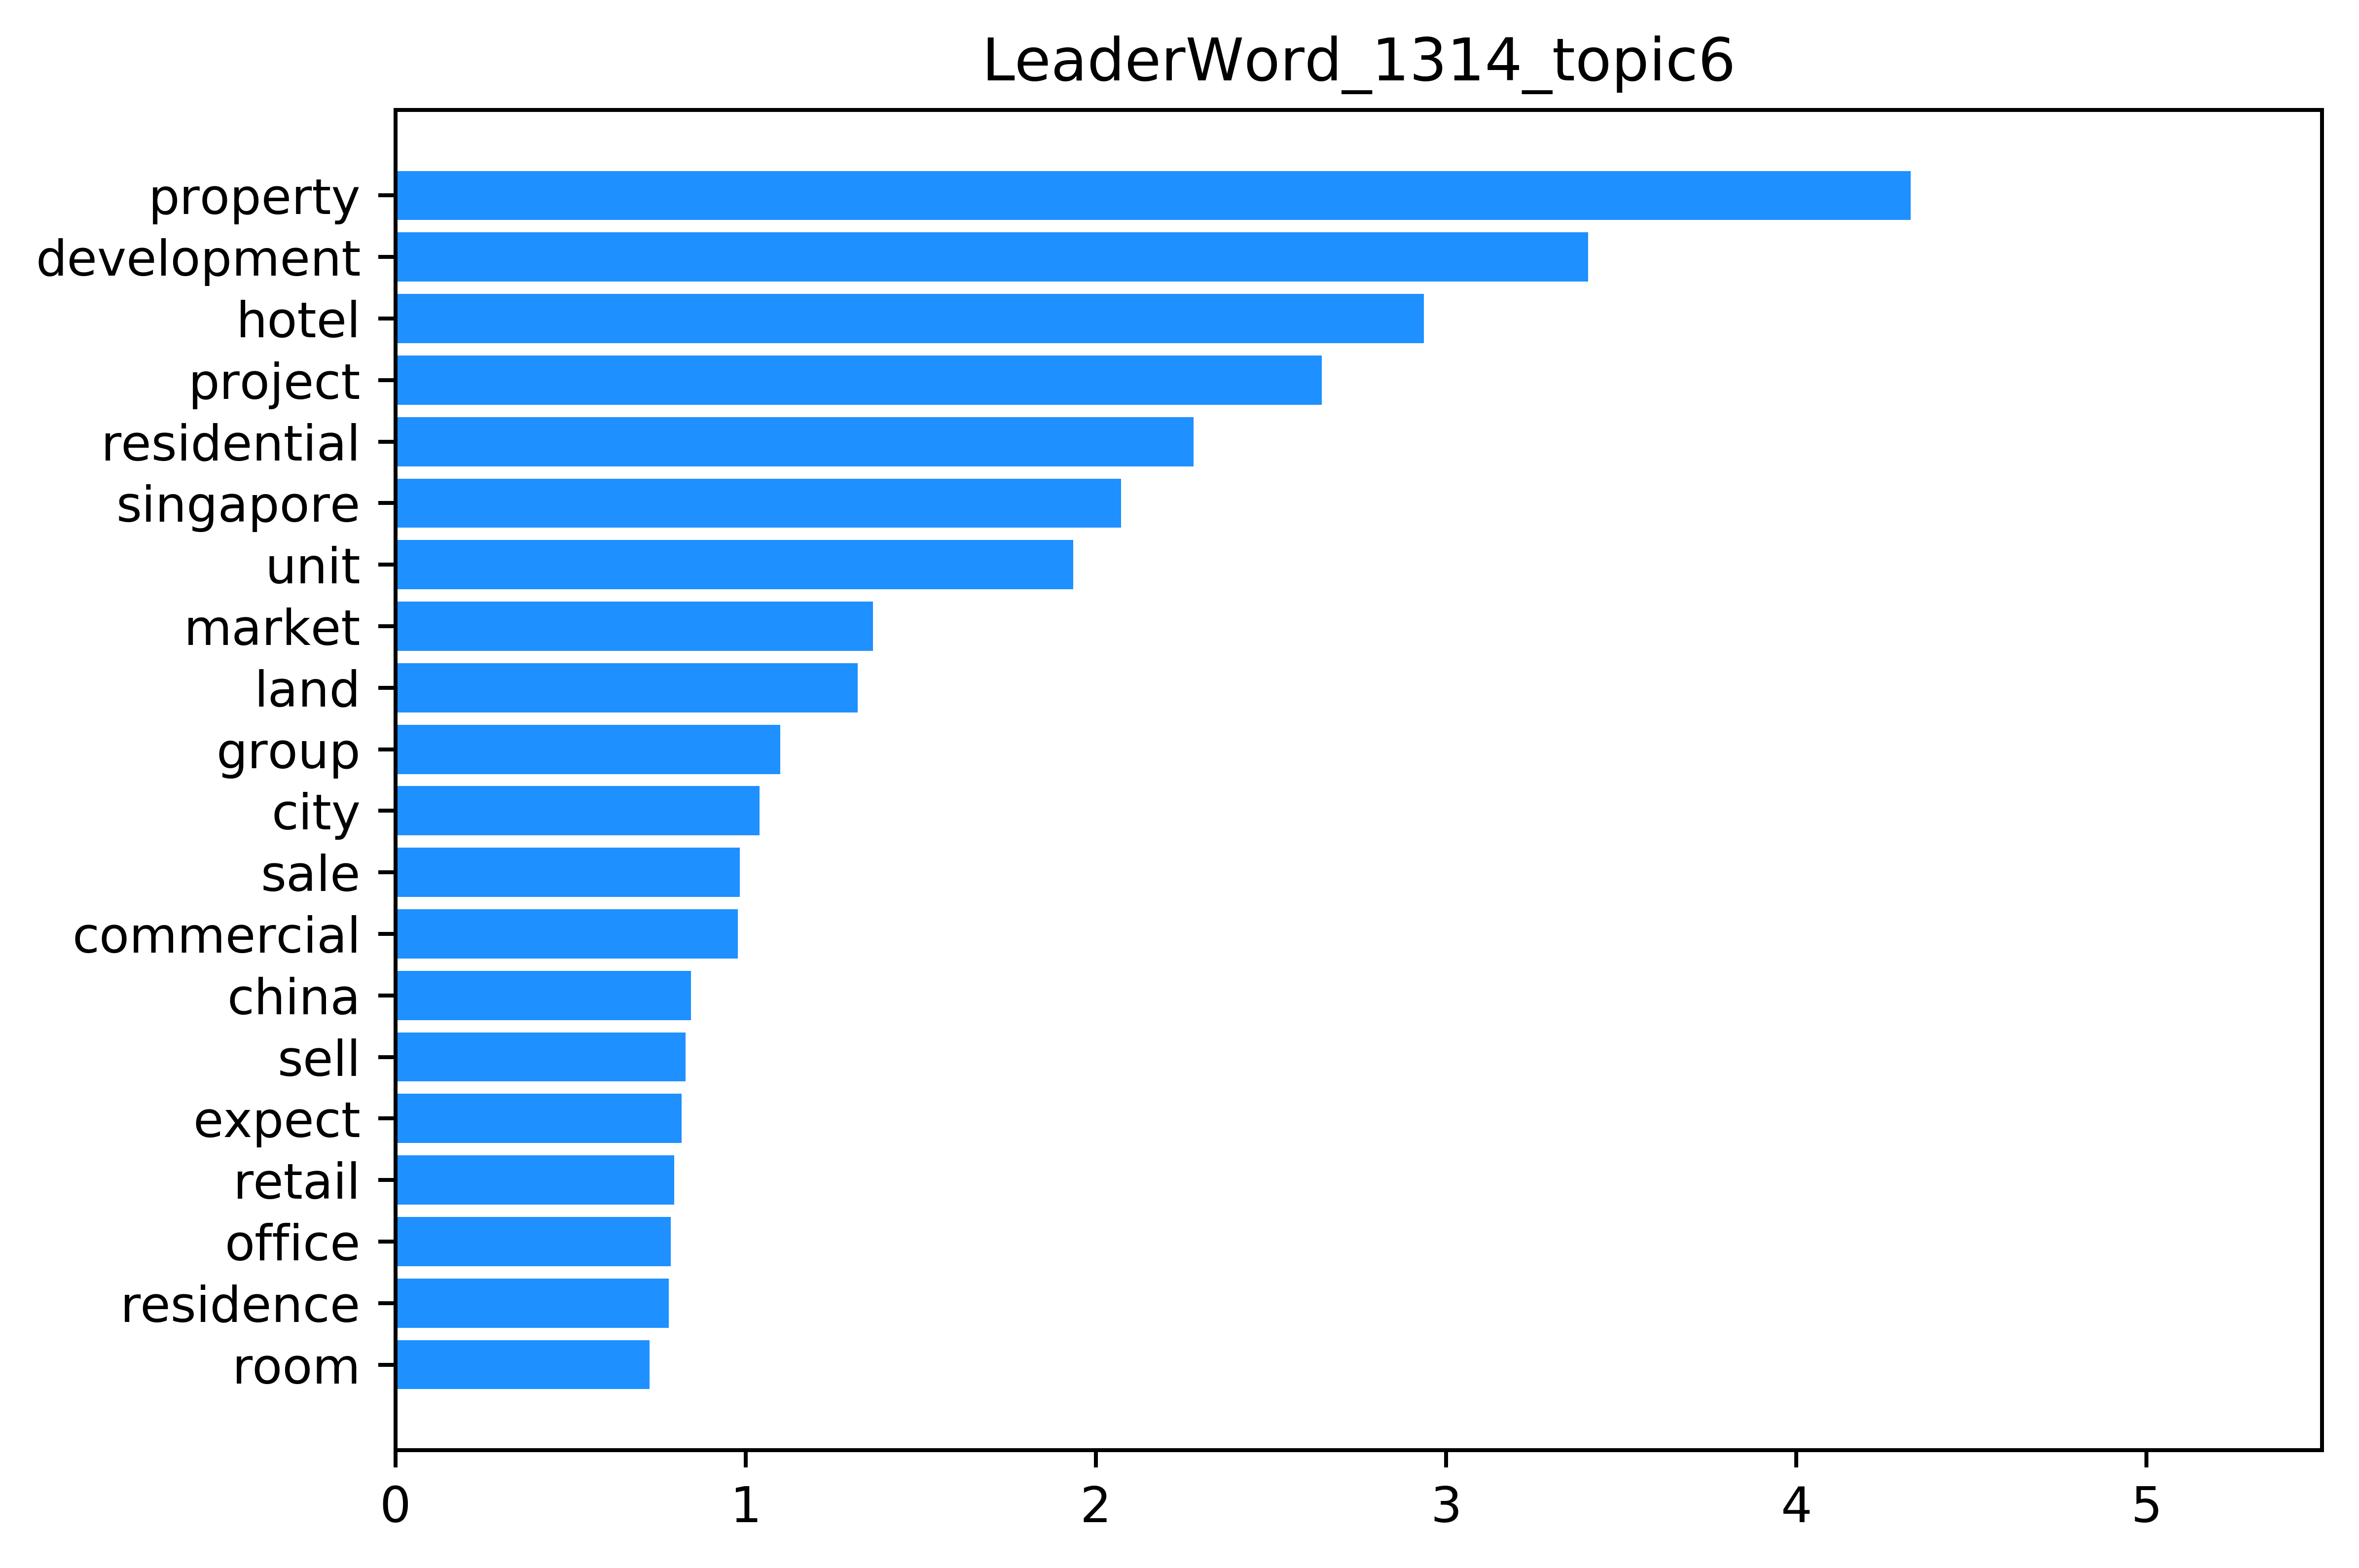 LeaderWord_1314_topic6
property
development
hotel
project
residential
singapore
unit
market
land
group
city
sale
commercial
china
sell
expect
retail
office
residence
room
0 1 2 3 4 5